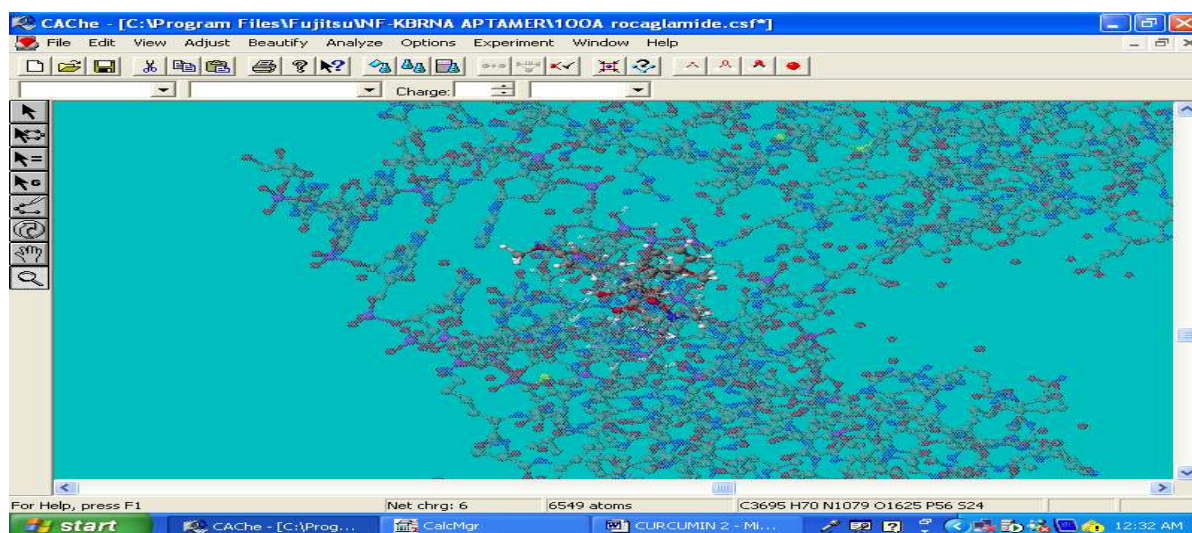 CAChe - [C:\Program Files\Fujitsu\NF-KBRNA APTAMER\1OOA rocaglamide.csf*]
File Edit View Adjust Beautify Analyze Options Experiment Window Help
Charge:
For Help, press F1 Net chrg: 6 6549 atoms C3695 H70 N1079 O1625 P56 S24
start CAChe - [C:\Prog... CalcMgr CURCUMIN 2 - Mi... 12:32 AM